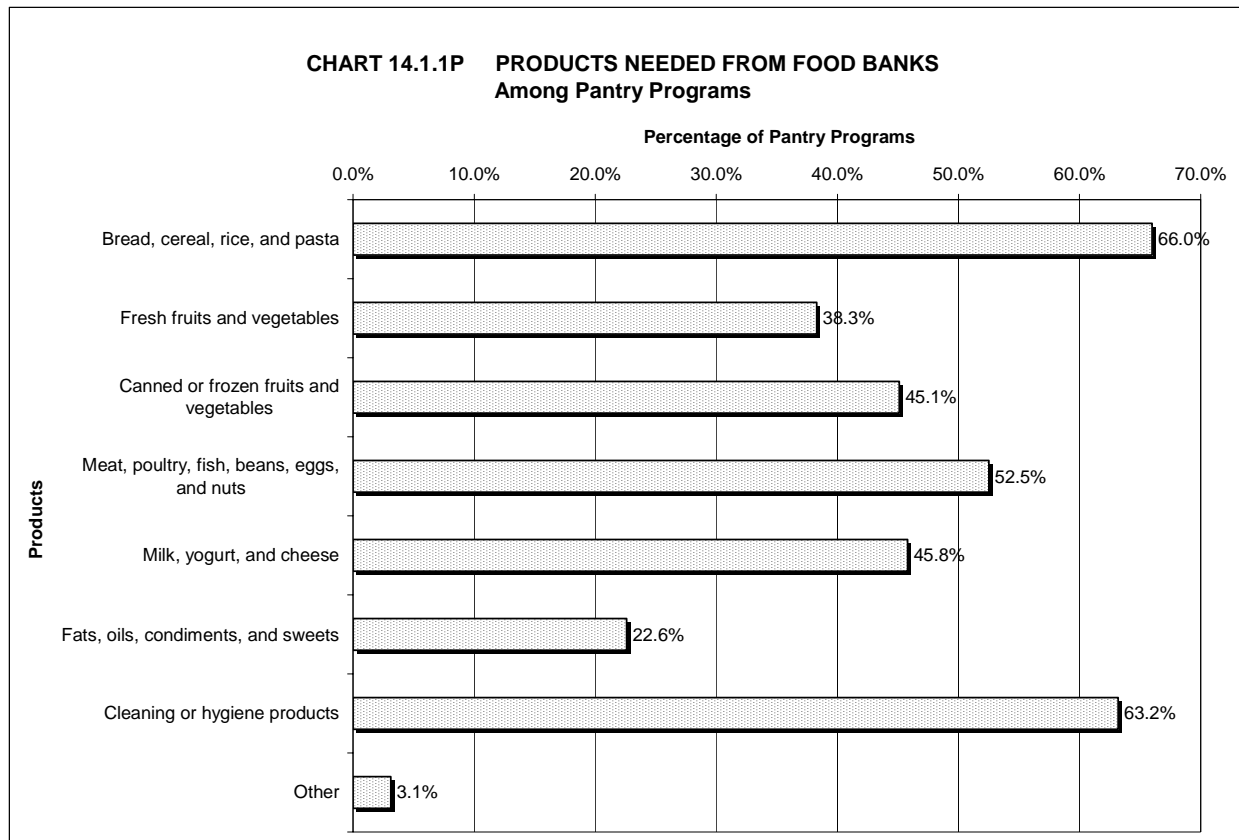 CHART 14.1.1P PRODUCTS NEEDED FROM FOOD BANKS
Among Pantry Programs
Percentage of Pantry Programs
0.0% 10.0% 20.0% 30.0% 40.0% 50.0% 60.0% 70.0%
Products
Bread, cereal, rice, and pasta 66.0%
Fresh fruits and vegetables 38.3%
Canned or frozen fruits and
vegetables 45.1%
Meat, poultry, fish, beans, eggs,
and nuts 52.5%
Milk, yogurt, and cheese 45.8%
Fats, oils, condiments, and sweets 22.6%
Cleaning or hygiene products 63.2%
Other 3.1%